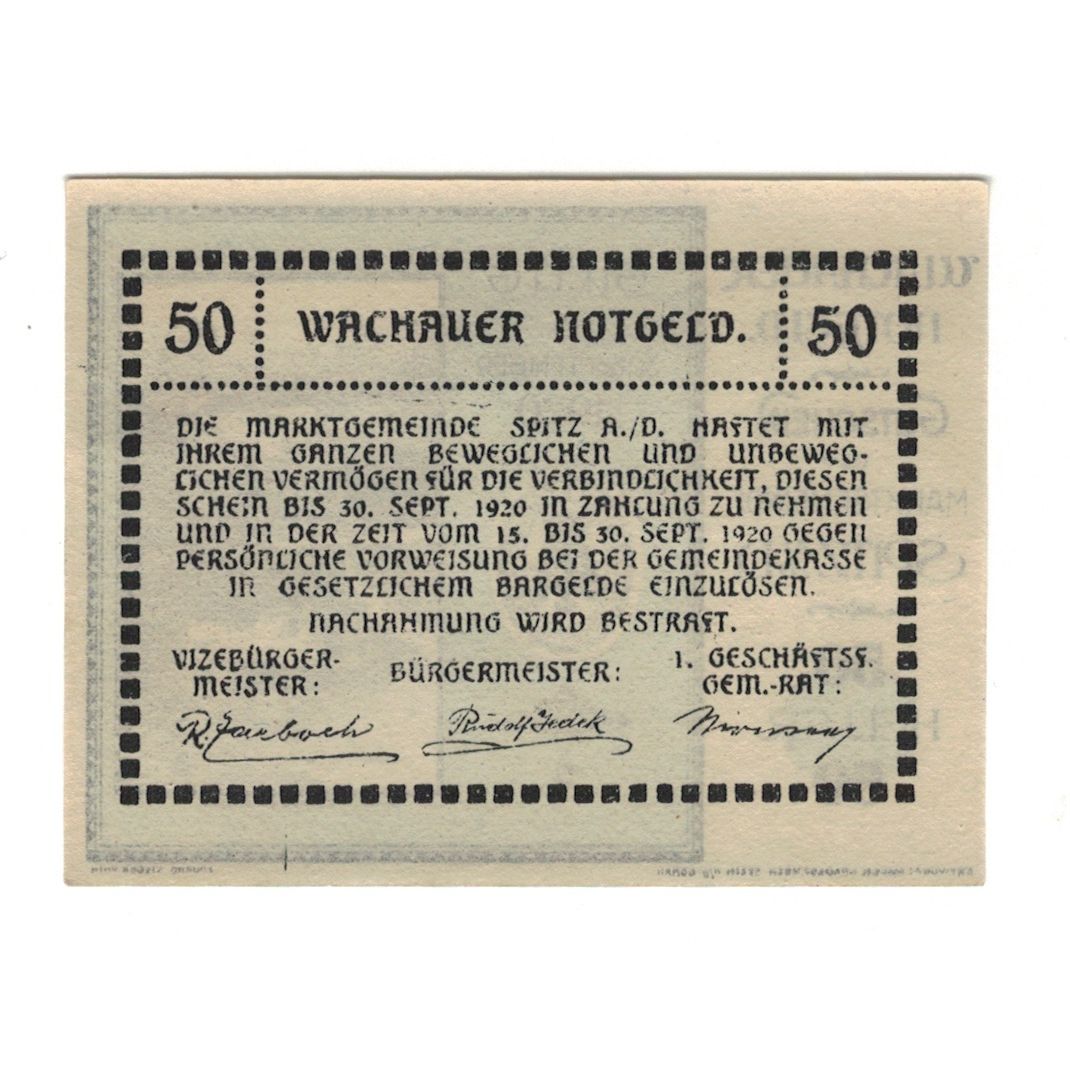 50 WACHAUER NOTGELD. 50
DIE MARKTGEMEINDE SPITZ A./D. HAFTET MIT
IHREM GANZEN BEWEGLICHEN UND UNBEWEG-
LICHEN VERMÖGEN FÜR DIE VERBINDLICHKEIT, DIESEN
SCHEIN BIS 30. SEPT. 1920 IN ZAHLUNG ZU NEHMEN
UND IN DER ZEIT VOM 15. BIS 30. SEPT. 1920 GEGEN
PERSÖNLICHE VORWEISUNG BEI DER GEMEINDEKASSE
IN GESETZLICHEM BARGELDE EINZULÖSEN.
NACHAHMUNG WIRD BESTRAFT.
VIZEBÜRGER-
MEISTER:
BÜRGERMEISTER:
1. GESCHÄFTSF.
GEM.-RAT:
Rudolf Jedek